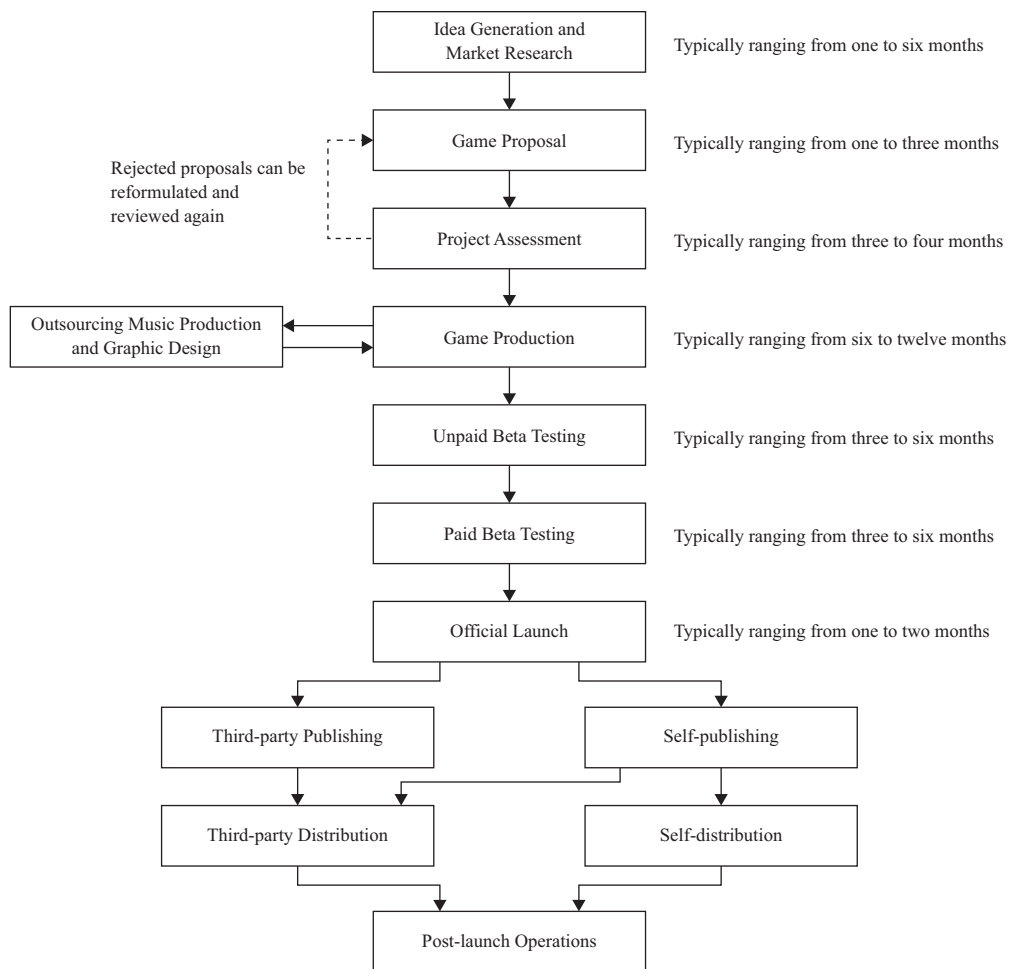 Idea Generation and
Market Research
Typically ranging from one to six months
Game Proposal
Typically ranging from one to three months
Rejected proposals can be
reformulated and
reviewed again
Project Assessment
Typically ranging from three to four months
Outsourcing Music Production
and Graphic Design
Game Production
Typically ranging from six to twelve months
Unpaid Beta Testing
Typically ranging from three to six months
Paid Beta Testing
Typically ranging from three to six months
Official Launch
Typically ranging from one to two months
Third-party Publishing
Self-publishing
Third-party Distribution
Self-distribution
Post-launch Operations